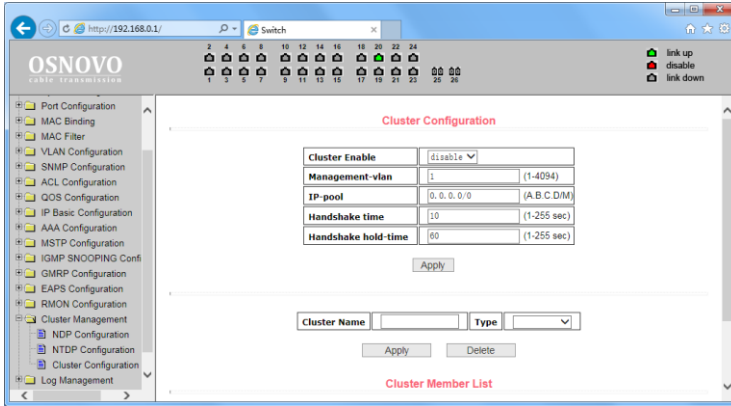 http://192.168.0.1/
Switch
OSNOVO
cable transmission
2 4 6 8 10 12 14 16 18 20 22 24
1 3 5 7 9 11 13 15 17 19 21 23 25 26
link up
disable
link down
Port Configuration
MAC Binding
MAC Filter
VLAN Configuration
SNMP Configuration
ACL Configuration
QOS Configuration
IP Basic Configuration
AAA Configuration
MSTP Configuration
IGMP SNOOPING Confi
GMRP Configuration
EAPS Configuration
RMON Configuration
Cluster Management
NDP Configuration
NTDP Configuration
Cluster Configuration
Log Management
Cluster Configuration
Cluster Enable disable
Management-vlan 1 (1-4094)
IP-pool 0.0.0.0/0 (A.B.C.D/M)
Handshake time 10 (1-255 sec)
Handshake hold-time 60 (1-255 sec)
Apply
Cluster Name Type
Apply Delete
Cluster Member List